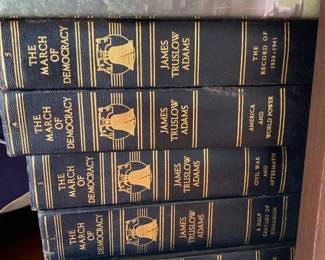 5
THE
MARCH
OF
DEMOCRACY
JAMES
TRUSLOW
ADAMS
THE
RECORD OF
1933-1941
4
THE
MARCH
OF
DEMOCRACY
JAMES
TRUSLOW
ADAMS
AMERICA
AND
WORLD POWER
3
THE
MARCH
OF
DEMOCRACY
JAMES
TRUSLOW
ADAMS
CIVIL WAR
AND
AFTERMATH
THE
MARCH
OF
DEMOCRACY
JAMES
TRUSLOW
ADAMS
A HALF
CENTURY OF
EXPANSION